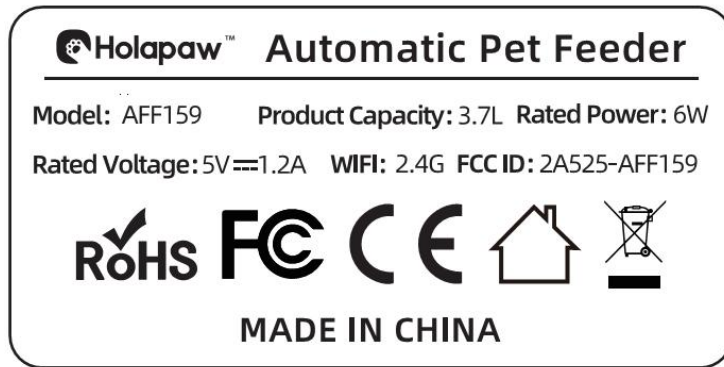 Holapaw™ Automatic Pet Feeder
Model: AFF159 Product Capacity: 3.7L Rated Power: 6W
Rated Voltage: 5V⎓1.2A WIFI: 2.4G FCC ID: 2A525-AFF159
RoHS FC CE
MADE IN CHINA